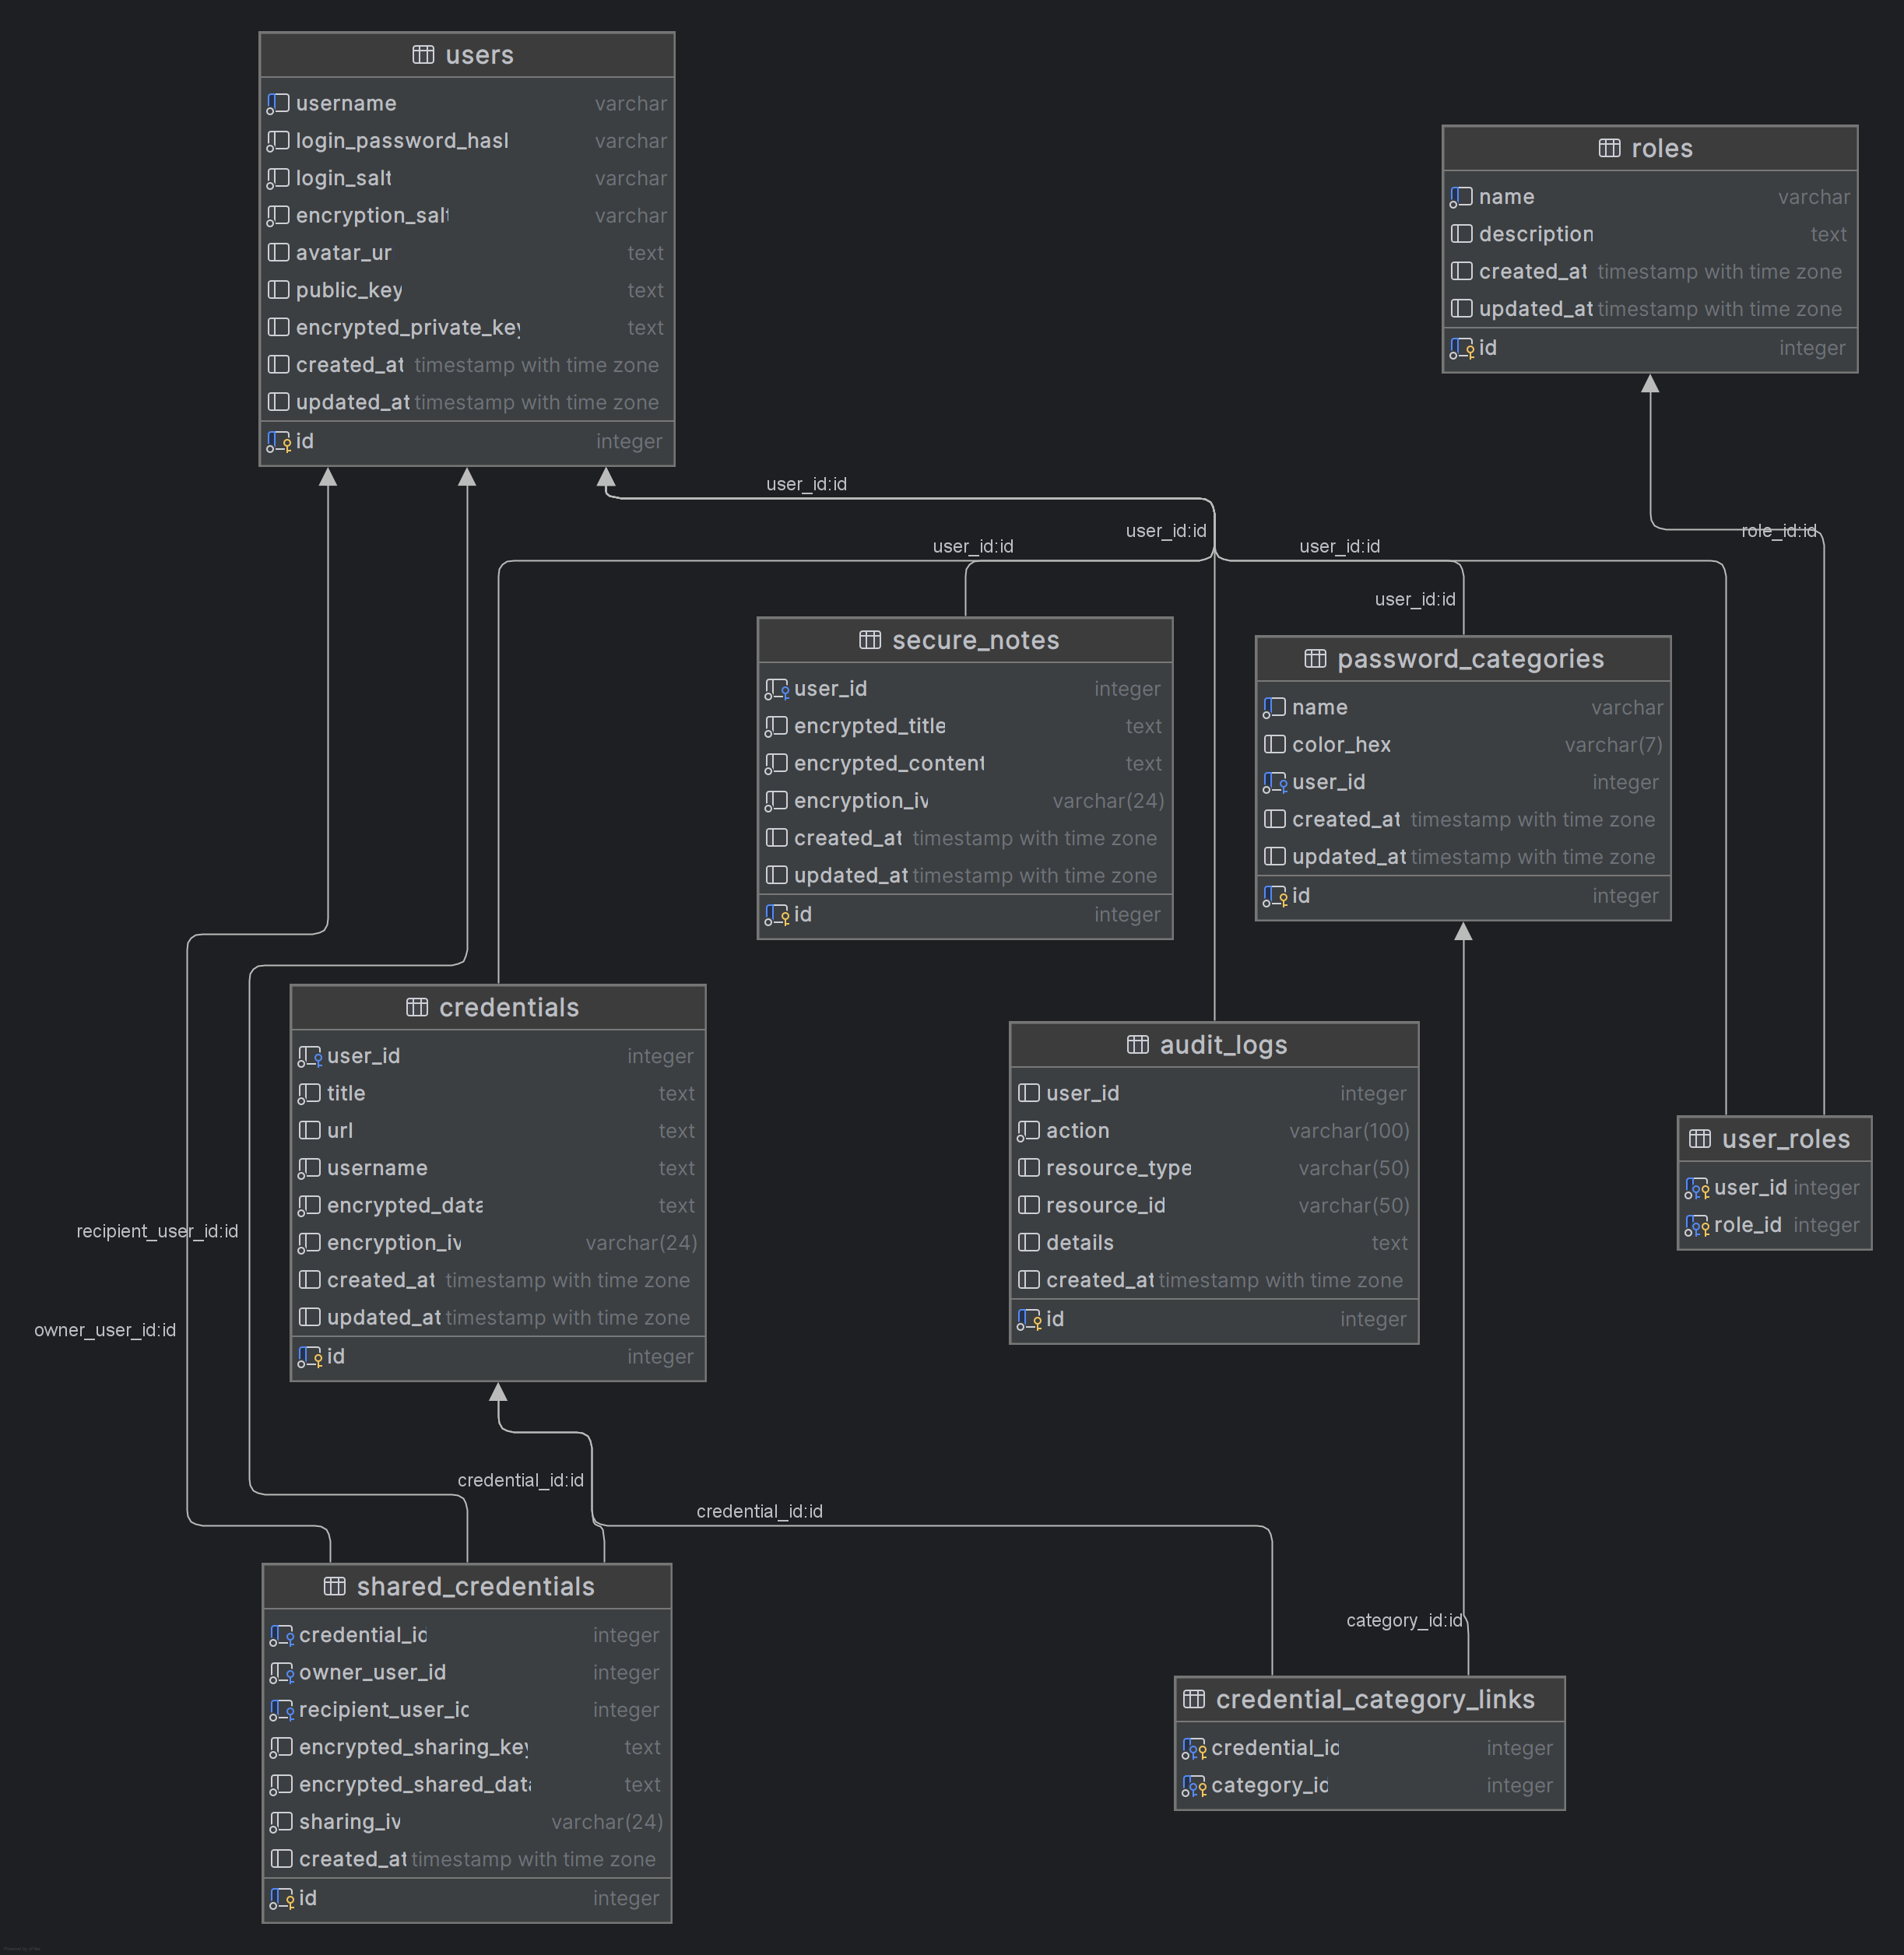 users
username varchar
login_password_hasl varchar
login_salt varchar
encryption_salt varchar
avatar_ur text
public_key text
encrypted_private_key text
created_at timestamp with time zone
updated_at timestamp with time zone
id integer
roles
name varchar
description text
created_at timestamp with time zone
updated_at timestamp with time zone
id integer
user_id:id
user_id:id
user_id:id
user_id:id
role_id:id
user_id:id
secure_notes
user_id integer
encrypted_title text
encrypted_content text
encryption_iv varchar(24)
created_at timestamp with time zone
updated_at timestamp with time zone
id integer
password_categories
name varchar
color_hex varchar(7)
user_id integer
created_at timestamp with time zone
updated_at timestamp with time zone
id integer
credentials
user_id integer
title text
url text
username text
encrypted_data text
encryption_iv varchar(24)
created_at timestamp with time zone
updated_at timestamp with time zone
id integer
audit_logs
user_id integer
action varchar(100)
resource_type varchar(50)
resource_id varchar(50)
details text
created_at timestamp with time zone
id integer
user_roles
user_id integer
role_id integer
recipient_user_id:id
owner_user_id:id
credential_id:id
credential_id:id
category_id:id
shared_credentials
credential_id integer
owner_user_id integer
recipient_user_id integer
encrypted_sharing_key text
encrypted_shared_data text
sharing_iv varchar(24)
created_at timestamp with time zone
id integer
credential_category_links
credential_id integer
category_id integer